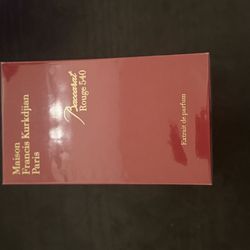 Maison
Francis Kurkdjian
Paris
Baccarat
Rouge 540
Extrait de parfum